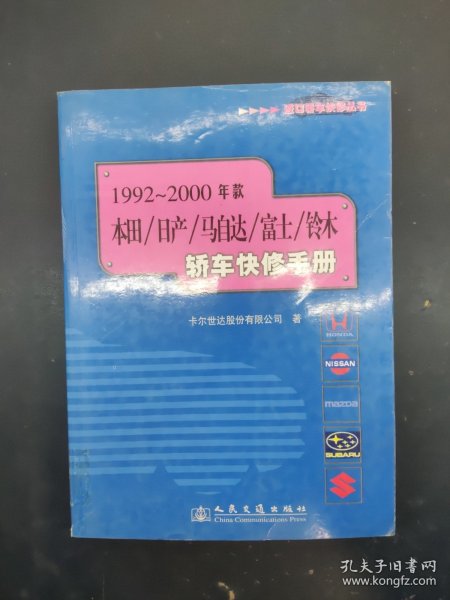 进口轿车快修丛书
1992~2000年款
本田/日产/马自达/富士/铃木
轿车快修手册
卡尔世达股份有限公司 著
HONDA
NISSAN
mazda
SUBARU
人民交通出版社
China Communications Press
孔夫子旧书网
www.kongfz.com